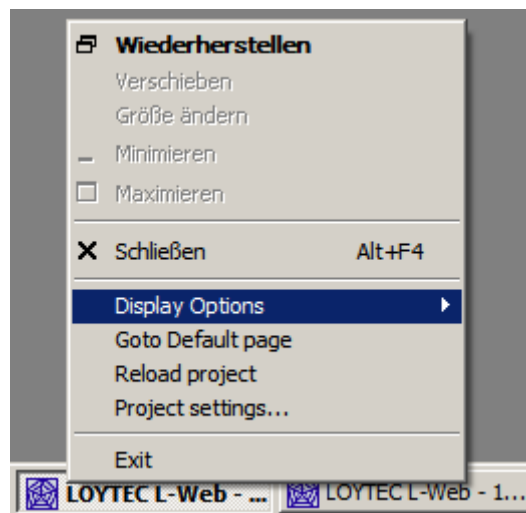 Wiederherstellen
Verschieben
Größe ändern
Minimieren
Maximieren
Schließen Alt+F4
Display Options
Goto Default page
Reload project
Project settings...
Exit
LOYTEC L-Web - ... LOYTEC L-Web - 1...